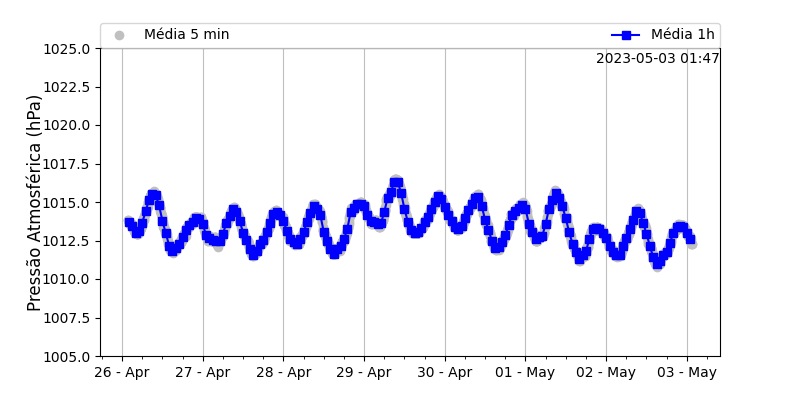 Média 5 min
Média 1h
2023-05-03 01:47
Pressão Atmosférica (hPa)
1025.0
1022.5
1020.0
1017.5
1015.0
1012.5
1010.0
1007.5
1005.0
26 - Apr 27 - Apr 28 - Apr 29 - Apr 30 - Apr 01 - May 02 - May 03 - May